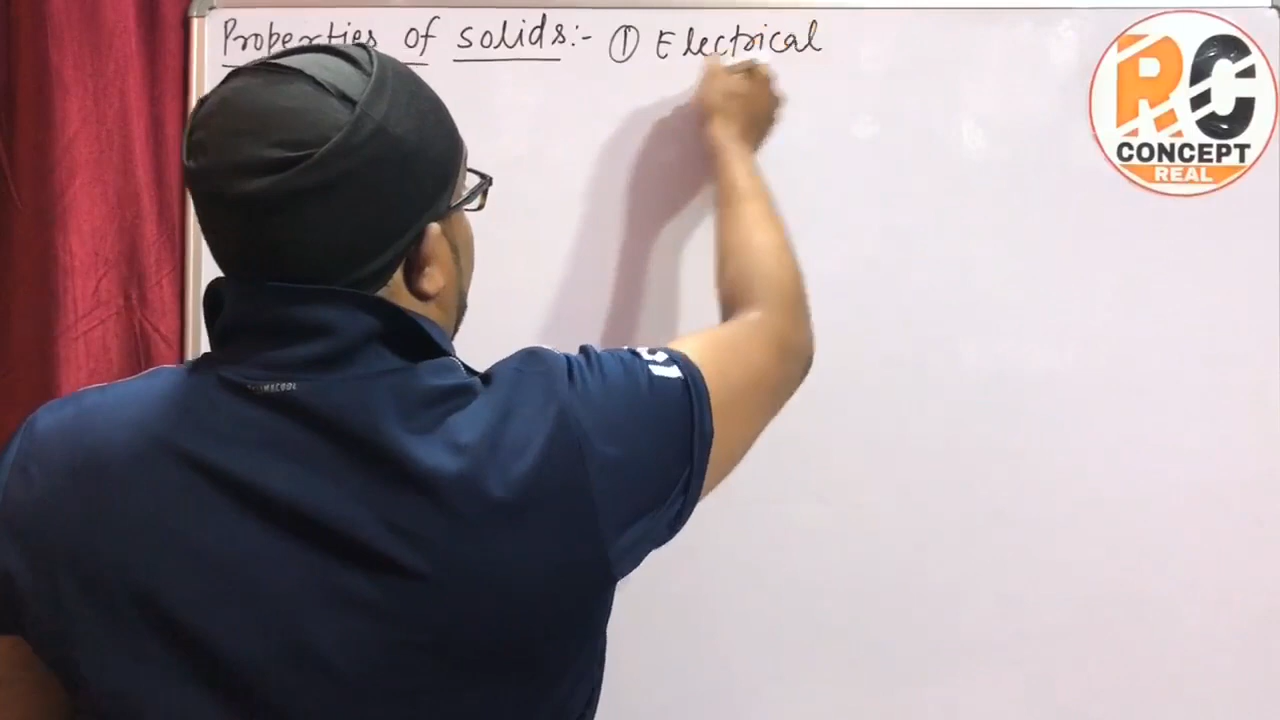 Properties of solids:- ① Electrical
RC
CONCEPT
REAL